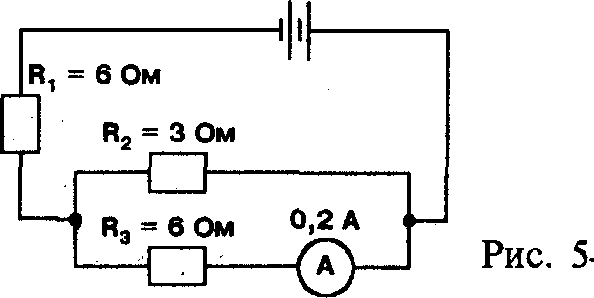 R₁ = 6 Ом
R₂ = 3 Ом
R₃ = 6 Ом
0,2 А
А
Рис. 5-